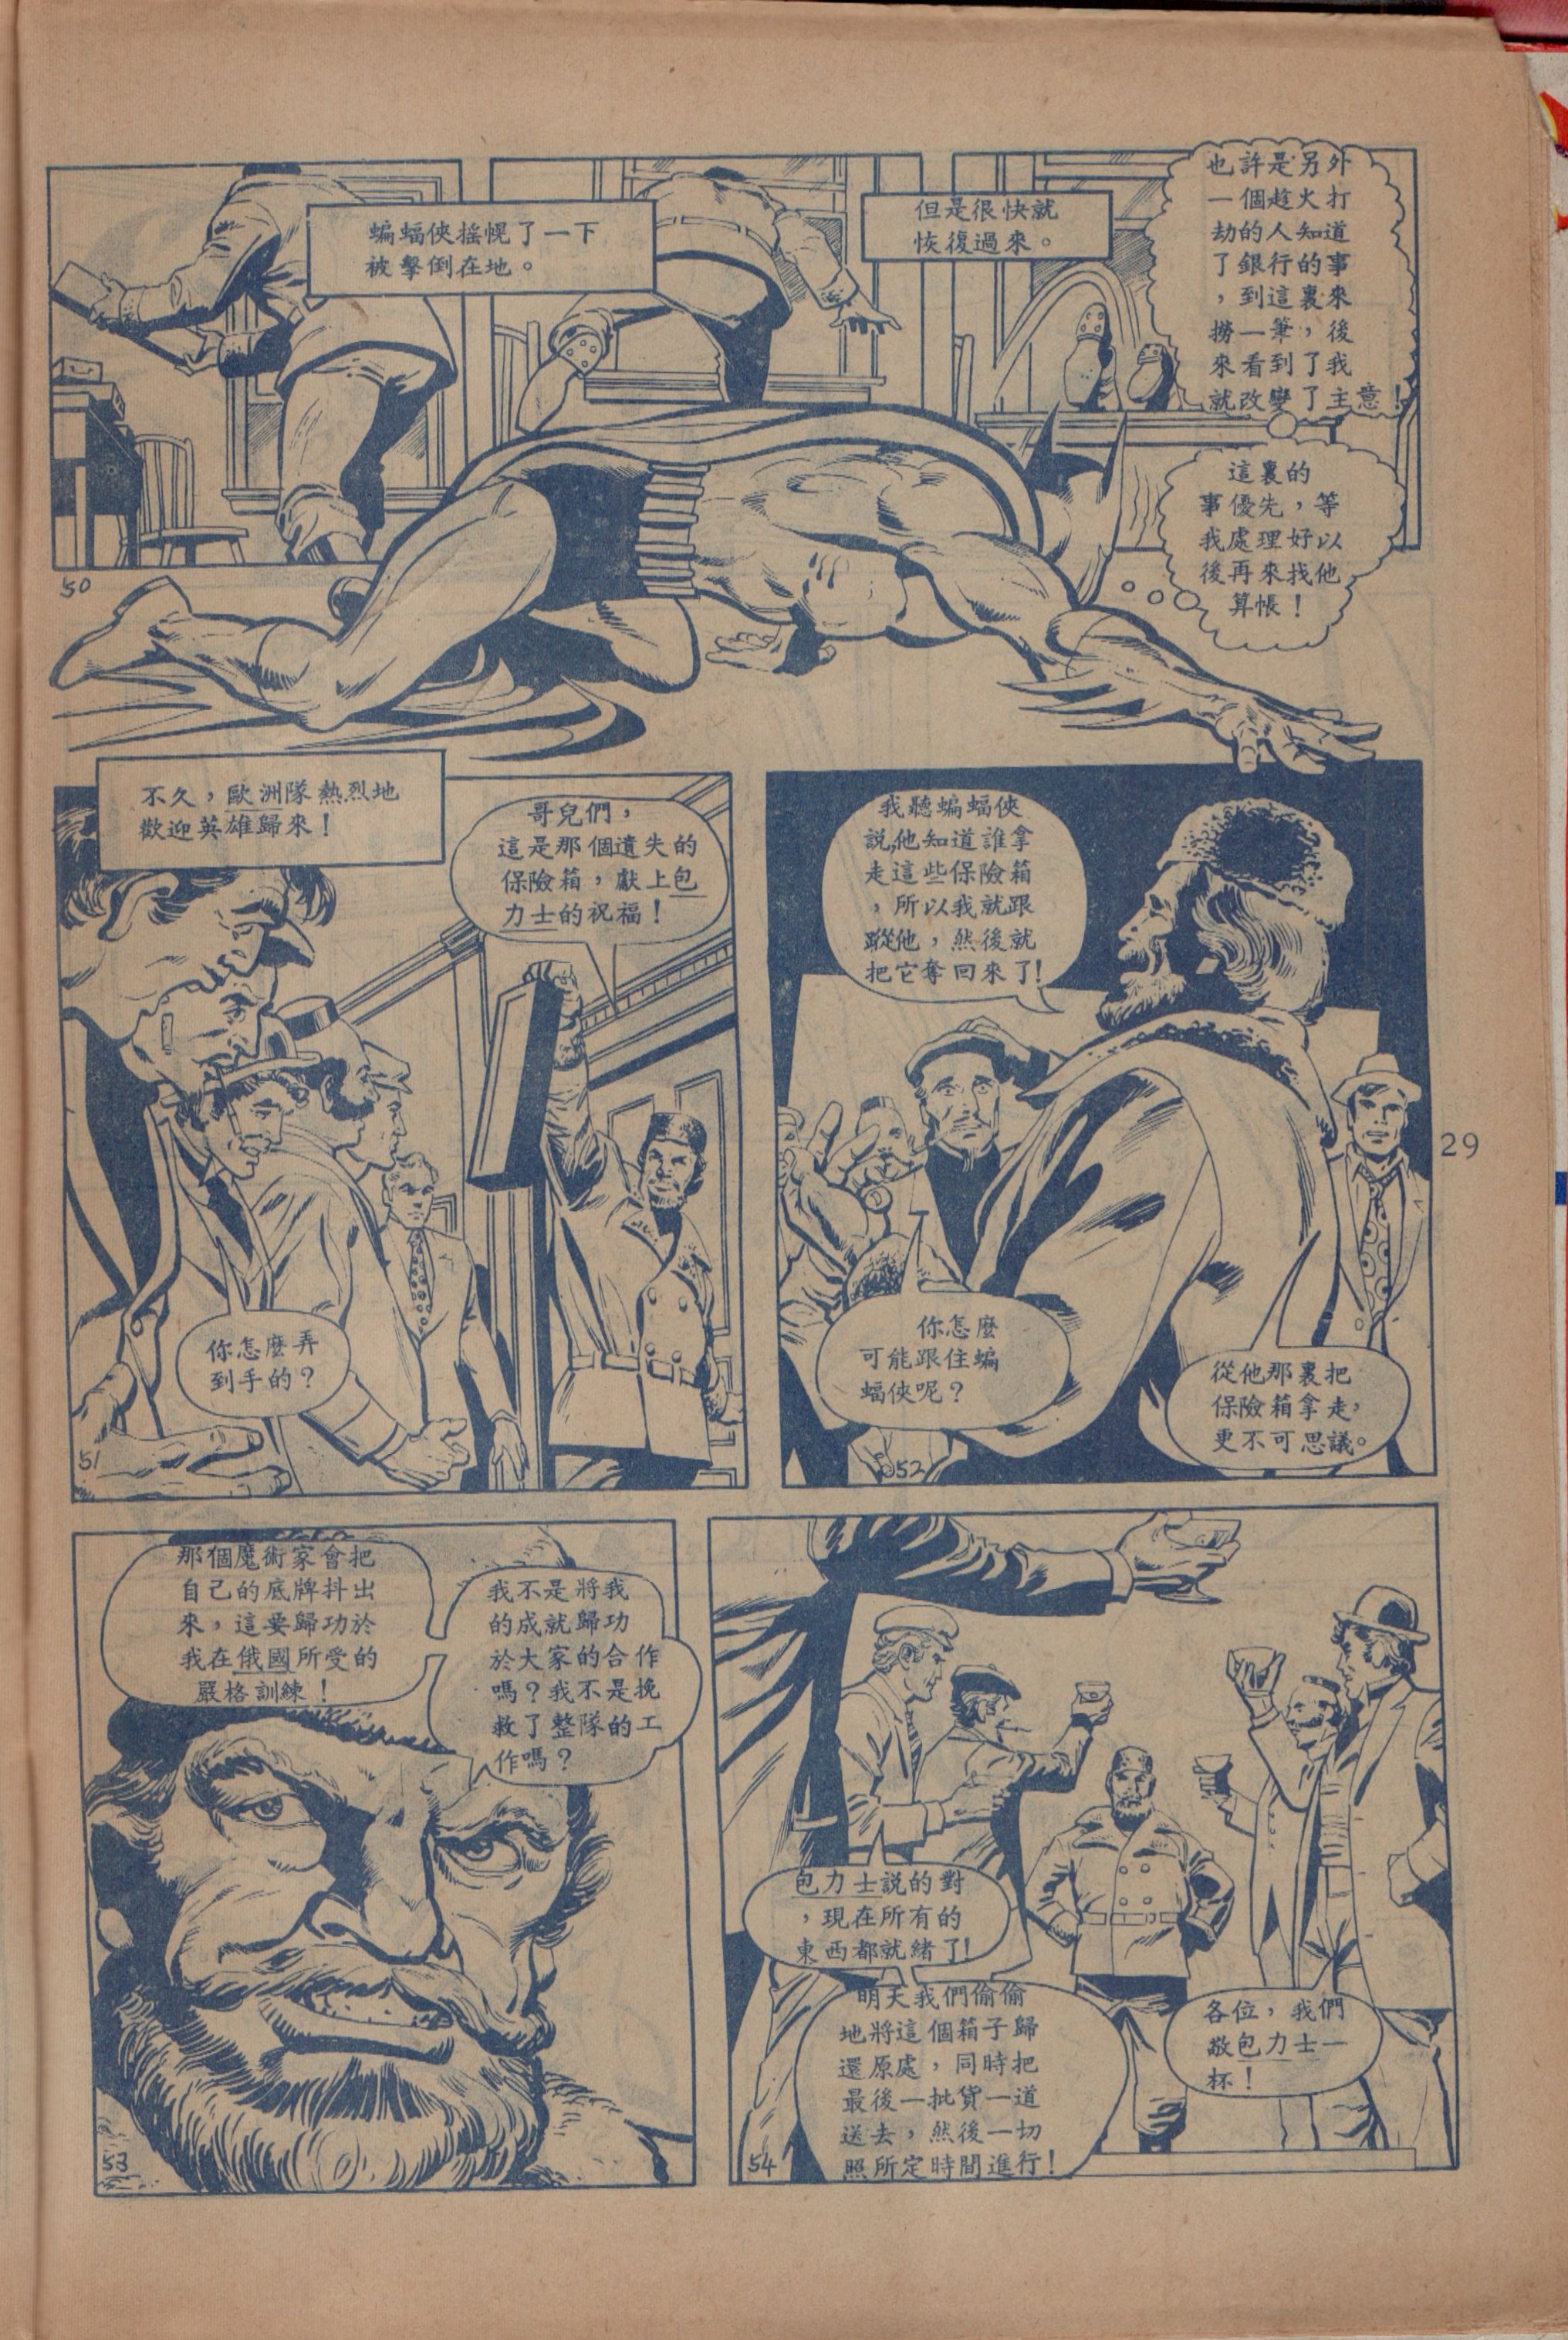 蝙蝠俠搖幌了一下
被擊倒在地。
但是很快就
恢復過來。
也許是另外
一個趁火打
劫的人知道
了銀行的事
，到這裏來
撈一筆，後
來看到了我
就改變了主意！
這裏的
事優先，等
我處理好以
後再來找他
算帳！
50
不久，歐洲隊熱烈地
歡迎英雄歸來！
哥兒們，
這是那個遺失的
保險箱，獻上包
力士的祝福！
你怎麼弄
到手的？
51
我聽蝙蝠俠
說，他知道誰拿
走這些保險箱
，所以我就跟
蹤他，然後就
把它奪回來了！
你怎麼
可能跟住蝙
蝠俠呢？
從他那裏把
保險箱拿走，
更不可思議。
52
29
那個魔術家會把
自己的底牌抖出
來，這要歸功於
我在俄國所受的
嚴格訓練！
我不是將我
的成就歸功
於大家的合作
嗎？我不是挽
救了整隊的工
作嗎？
53
包力士說的對
，現在所有的
東西都就緒了！
明天我們偷偷
地將這個箱子歸
還原處，同時把
最後一批貨一道
送去，然後一切
照所定時間進行！
各位，我們
敬包力士一
杯！
54